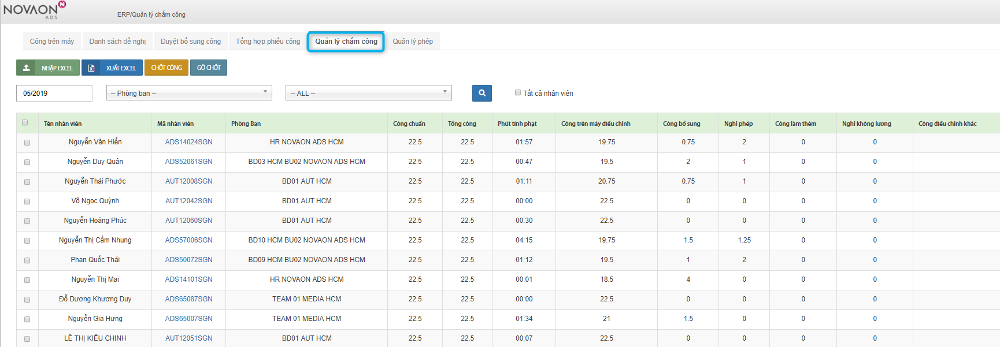 NOVAON
ADS
N
ERP/Quản lý chấm công
Công trên máy Danh sách đề nghị Duyệt bổ sung công Tổng hợp phiếu công Quản lý chấm công Quản lý phép
NHẬP EXCEL XUẤT EXCEL CHỐT CÔNG GỠ CHỐT
05/2019 -- Phòng ban -- -- ALL -- Tất cả nhân viên
Tên nhân viên Mã nhân viên Phòng Ban Công chuẩn Tổng công Phút tính phạt Công trên máy điều chỉnh Công bổ sung Nghỉ phép Công làm thêm Nghỉ không lương Công điều chỉnh khác
Nguyễn Văn Hiển ADS14024SGN HR NOVAON ADS HCM 22.5 22.5 01:57 19.75 0.75 2 0 0
Nguyễn Duy Quân ADS52061SGN BD03 HCM BU02 NOVAON ADS HCM 22.5 22.5 00:47 19.5 2 1 0 0
Nguyễn Thái Phước AUT12008SGN BD01 AUT HCM 22.5 22.5 01:11 20.75 0.75 1 0 0
Võ Ngọc Quỳnh AUT12042SGN BD01 AUT HCM 22.5 22.5 00:00 22.5 0 0 0 0
Nguyễn Hoàng Phúc AUT12060SGN BD01 AUT HCM 22.5 22.5 00:30 22.5 0 0 0 0
Nguyễn Thị Cẩm Nhung ADS57006SGN BD10 HCM BU02 NOVAON ADS HCM 22.5 22.5 04:15 19.75 1.5 1.25 0 0
Phan Quốc Thái ADS50072SGN BD09 HCM BU02 NOVAON ADS HCM 22.5 22.5 01:12 19.5 1 2 0 0
Nguyễn Thị Mai ADS14101SGN HR NOVAON ADS HCM 22.5 22.5 00:01 18.5 4 0 0 0
Đỗ Dương Khương Duy ADS65087SGN TEAM 01 MEDIA HCM 22.5 22.5 00:00 22.5 0 0 0 0
Nguyễn Gia Hưng ADS65007SGN TEAM 01 MEDIA HCM 22.5 22.5 01:34 21 1.5 0 0 0
LÊ THỊ KIỀU CHINH AUT12051SGN BD01 AUT HCM 22.5 22.5 00:07 22.5 0 0 0 0